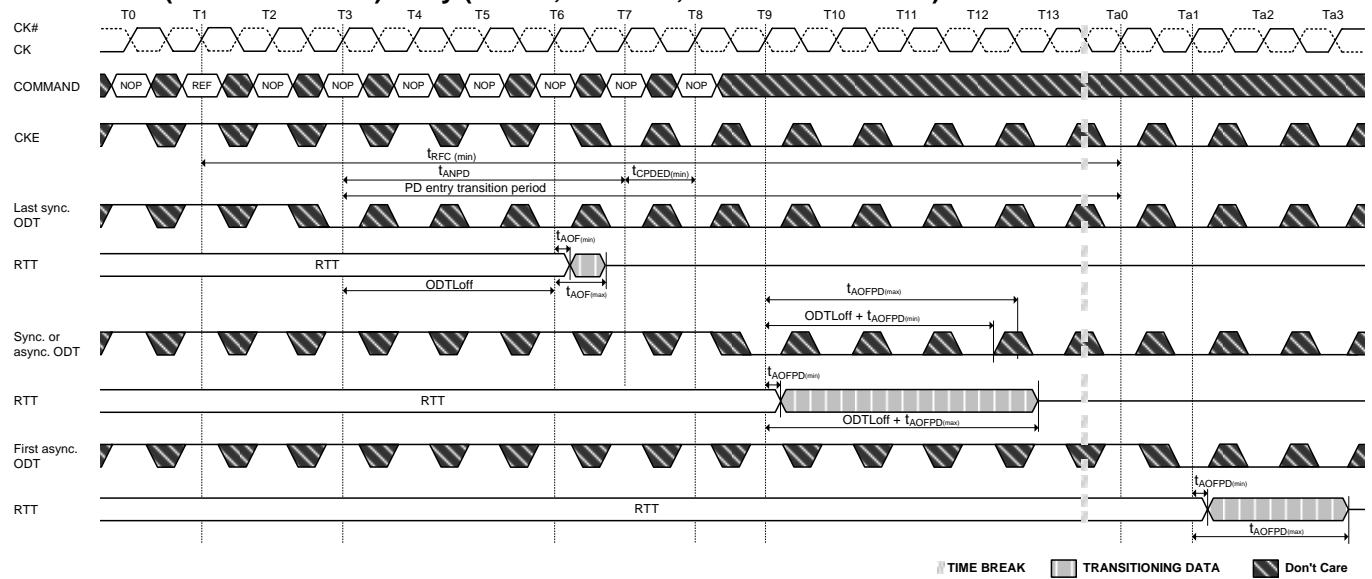 T0 T1 T2 T3 T4 T5 T6 T7 T8 T9 T10 T11 T12 T13 Ta0 Ta1 Ta2 Ta3
CK#
CK
COMMAND NOP REF NOP NOP NOP NOP NOP NOP NOP
CKE
tRFC (min)
tANPD tCPDED(min)
PD entry transition period
Last sync.
ODT
tAOF(min)
RTT RTT
ODTLoff tAOF(max)
tAOFPD(max)
ODTLoff + tAOFPD(min)
Sync. or
async. ODT
tAOFPD(min)
RTT RTT
ODTLoff + tAOFPD(max)
First async.
ODT
tAOFPD(min)
RTT RTT
tAOFPD(max)
TIME BREAK TRANSITIONING DATA Don't Care